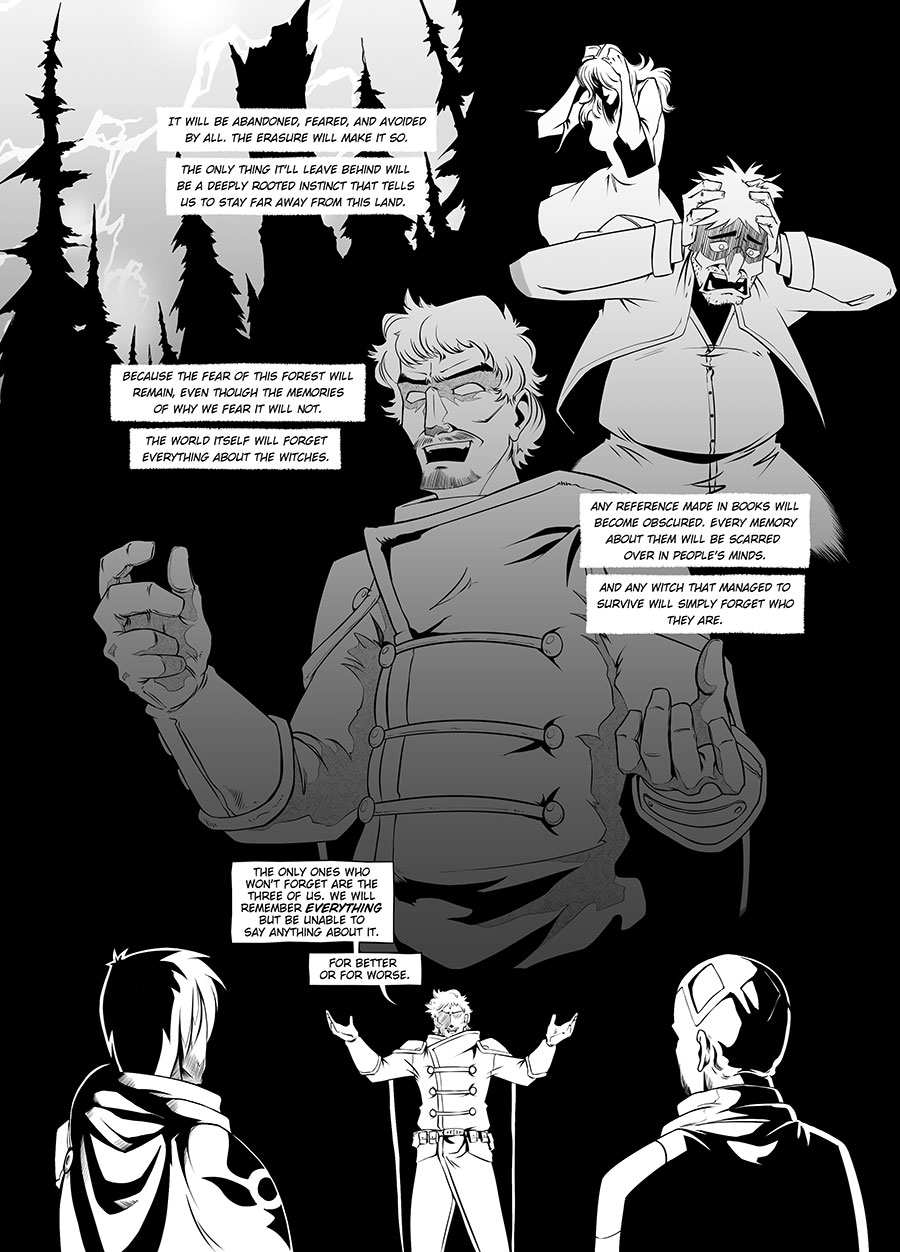 IT WILL BE ABANDONED, FEARED, AND AVOIDED
BY ALL. THE ERASURE WILL MAKE IT SO.
THE ONLY THING IT'LL LEAVE BEHIND WILL
BE A DEEPLY ROOTED INSTINCT THAT TELLS
US TO STAY FAR AWAY FROM THIS LAND.
BECAUSE THE FEAR OF THIS FOREST WILL
REMAIN, EVEN THOUGH THE MEMORIES
OF WHY WE FEAR IT WILL NOT.
THE WORLD ITSELF WILL FORGET
EVERYTHING ABOUT THE WITCHES.
ANY REFERENCE MADE IN BOOKS WILL
BECOME OBSCURED. EVERY MEMORY
ABOUT THEM WILL BE SCARRED
OVER IN PEOPLE'S MINDS.
AND ANY WITCH THAT MANAGED TO
SURVIVE WILL SIMPLY FORGET WHO
THEY ARE.
THE ONLY ONES WHO
WON'T FORGET ARE THE
THREE OF US. WE WILL
REMEMBER EVERYTHING
BUT BE UNABLE TO
SAY ANYTHING ABOUT IT.
FOR BETTER
OR FOR WORSE.